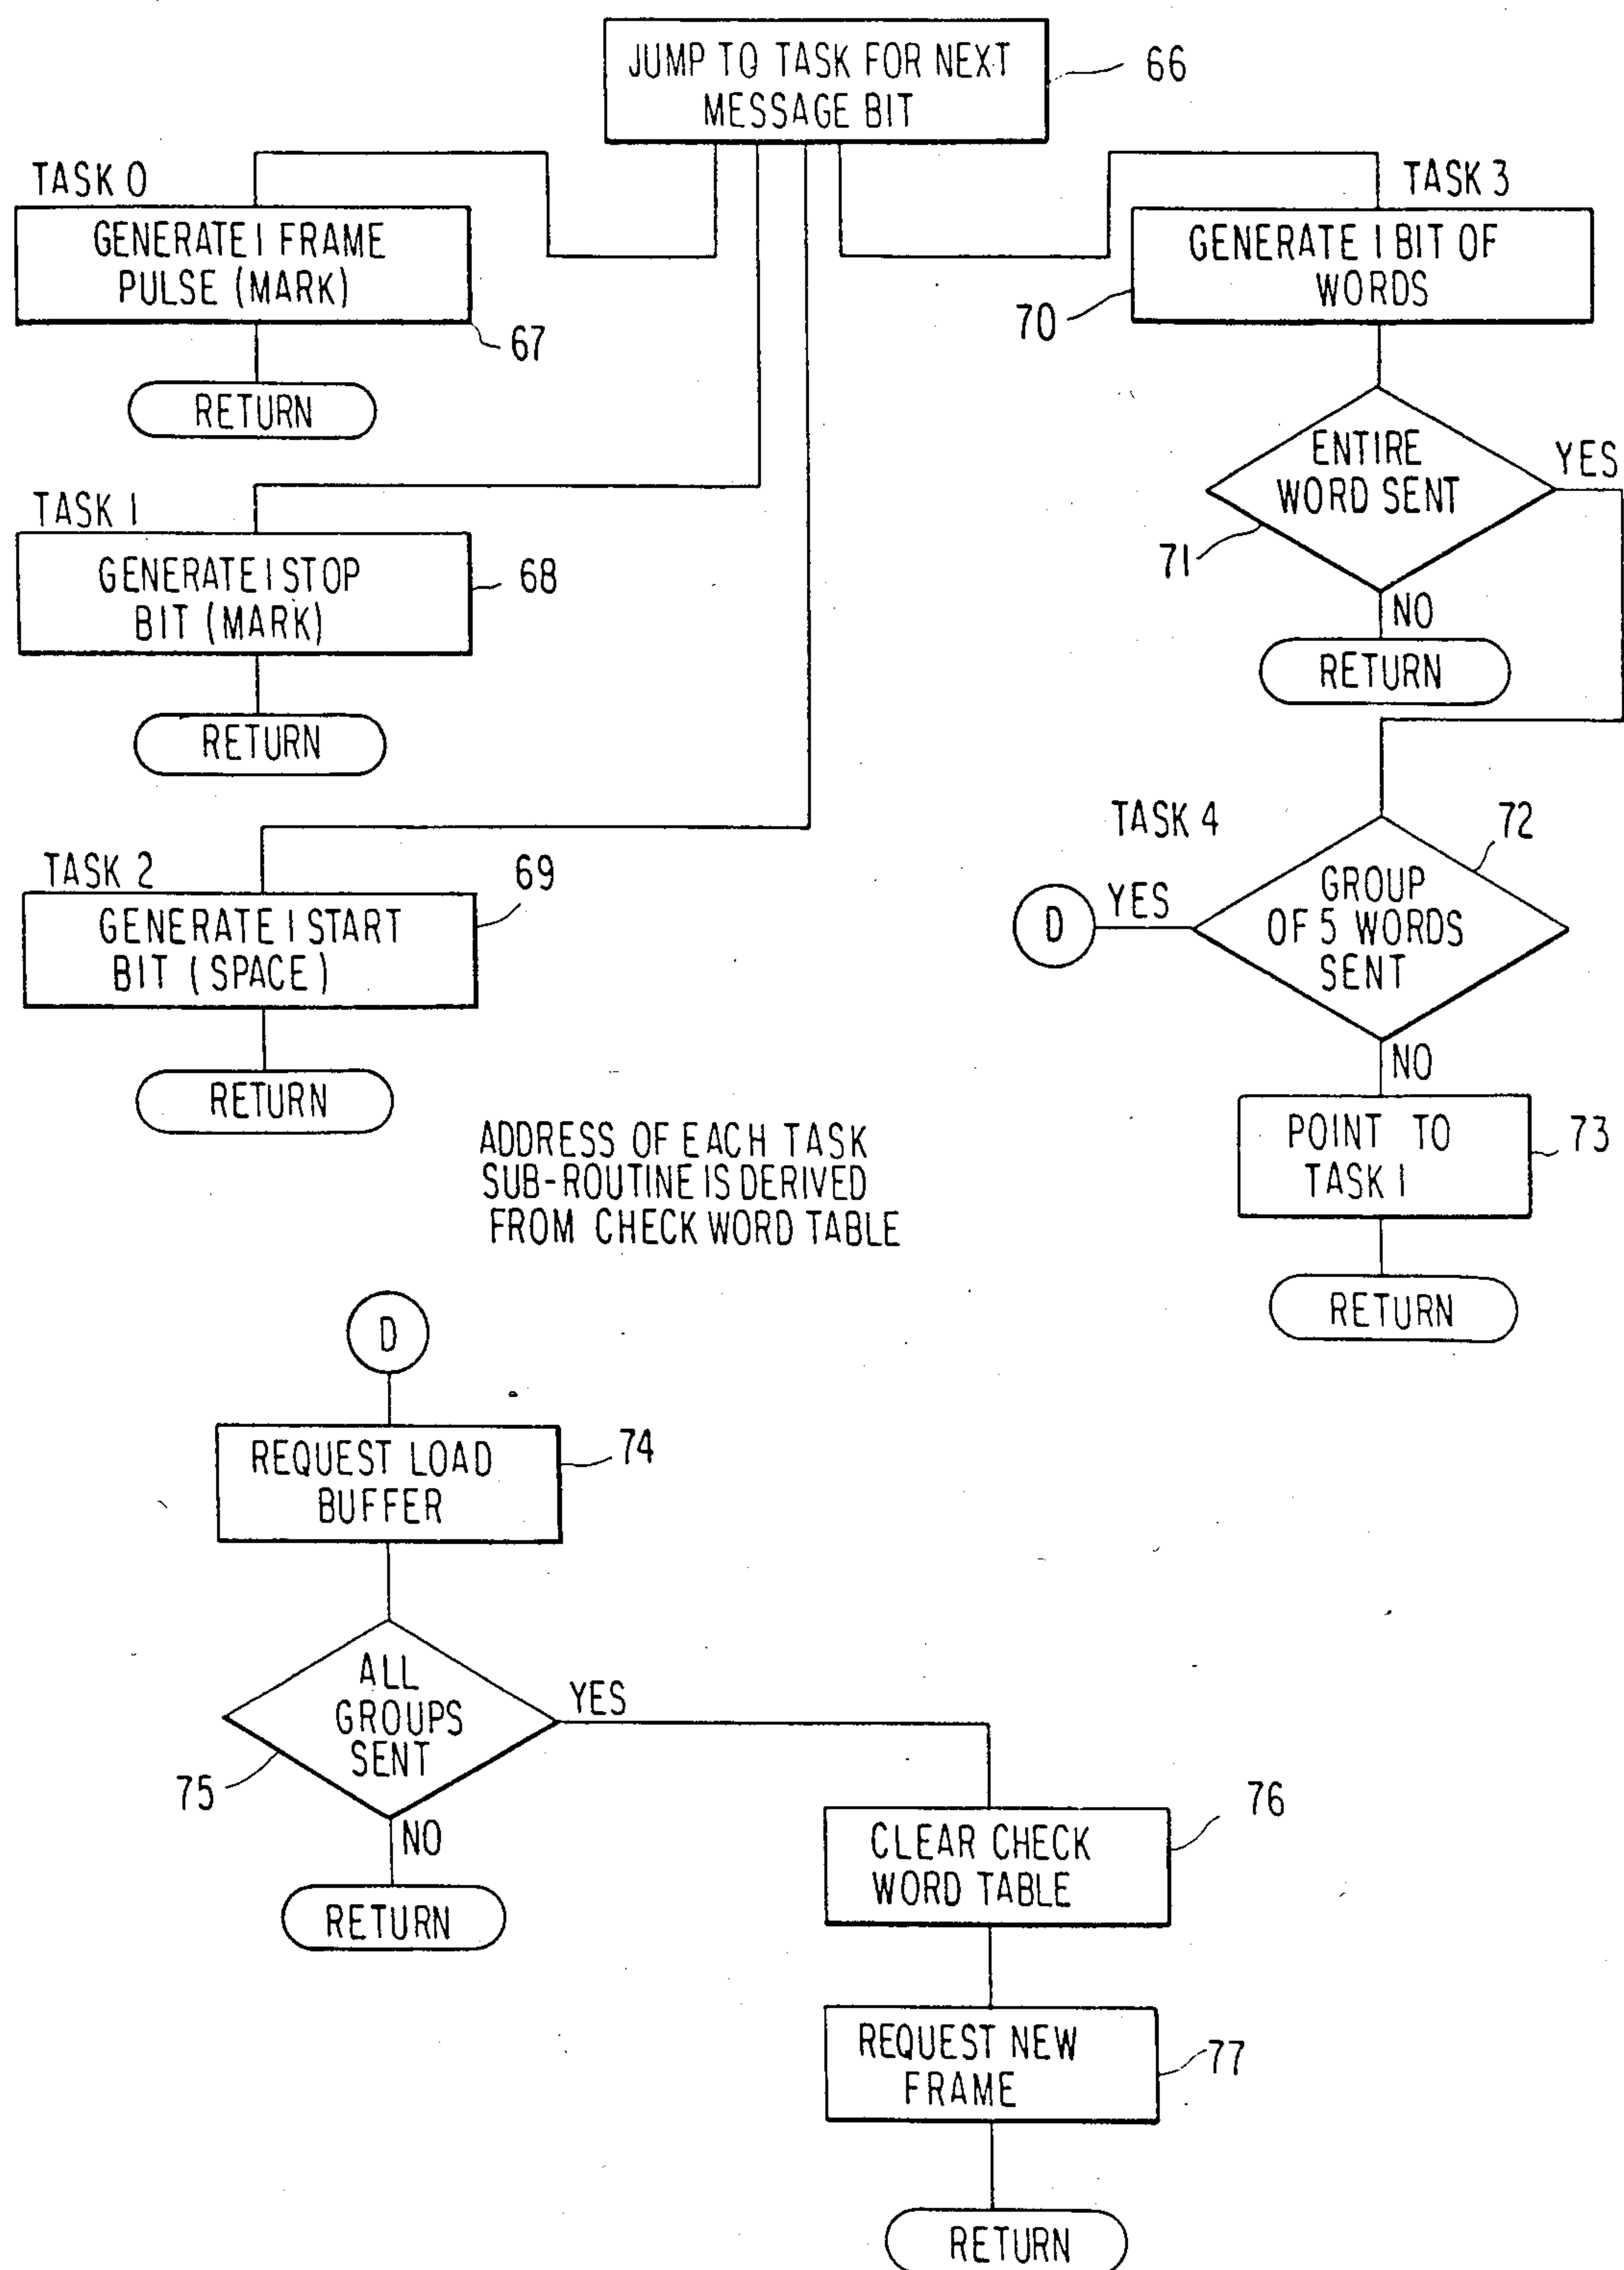 JUMP TO TASK FOR NEXT
MESSAGE BIT
66
TASK 0
GENERATE 1 FRAME
PULSE (MARK)
67
RETURN
TASK 1
GENERATE 1 STOP
BIT (MARK)
68
RETURN
TASK 2
69
GENERATE 1 START
BIT (SPACE)
RETURN
TASK 3
GENERATE 1 BIT OF
WORDS
70
ENTIRE
WORD SENT
YES
71
NO
RETURN
TASK 4
72
GROUP
OF 5 WORDS
SENT
YES
D
NO
POINT TO
TASK 1
73
RETURN
ADDRESS OF EACH TASK
SUB-ROUTINE IS DERIVED
FROM CHECK WORD TABLE
D
REQUEST LOAD
BUFFER
74
ALL
GROUPS
SENT
YES
75
NO
RETURN
76
CLEAR CHECK
WORD TABLE
REQUEST NEW
FRAME
77
RETURN